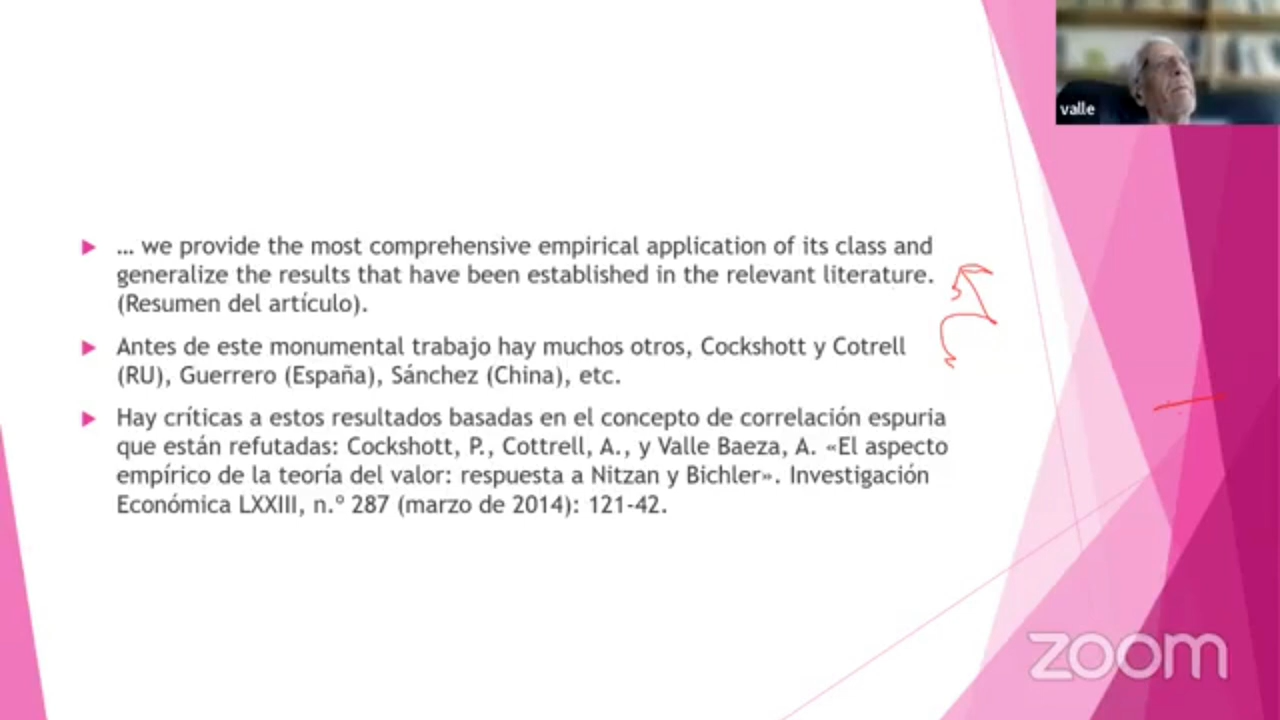 valle
… we provide the most comprehensive empirical application of its class and
generalize the results that have been established in the relevant literature.
(Resumen del artículo).
Antes de este monumental trabajo hay muchos otros, Cockshott y Cotrell
(RU), Guerrero (España), Sánchez (China), etc.
Hay críticas a estos resultados basadas en el concepto de correlación espuria
que están refutadas: Cockshott, P., Cottrell, A., y Valle Baeza, A. «El aspecto
empírico de la teoría del valor: respuesta a Nitzan y Bichler». Investigación
Económica LXXIII, n.º 287 (marzo de 2014): 121-42.
zoom